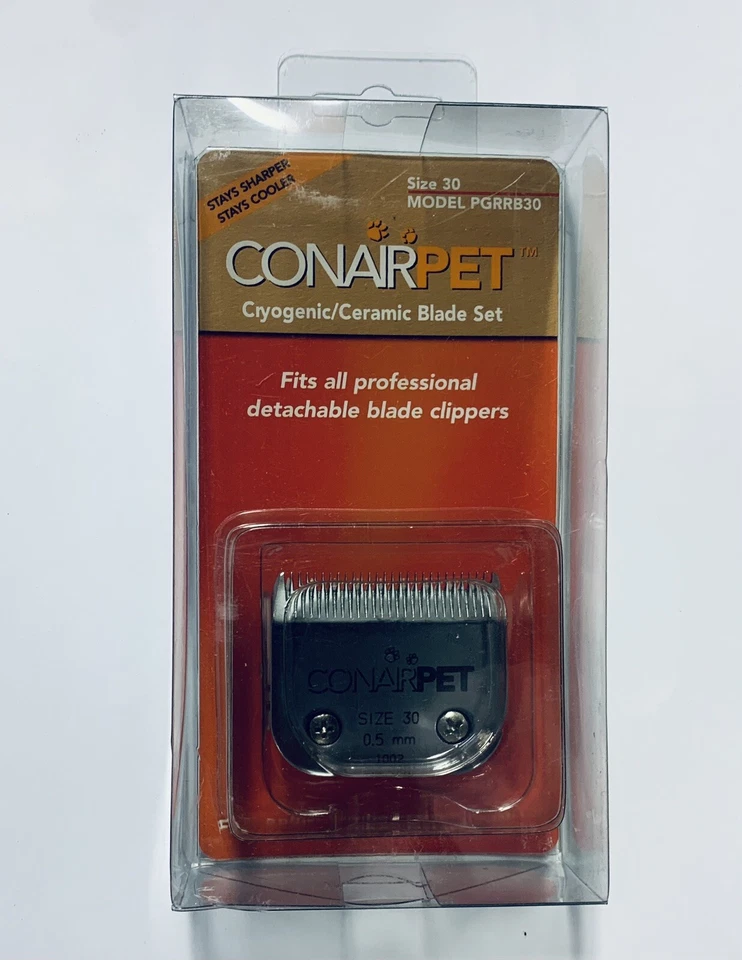 STAYS SHARPER
STAYS COOLER
Size 30
MODEL PGRRB30
CONAIRPET™
Cryogenic/Ceramic Blade Set
Fits all professional
detachable blade clippers
CONAIRPET
SIZE 30
0.5 mm